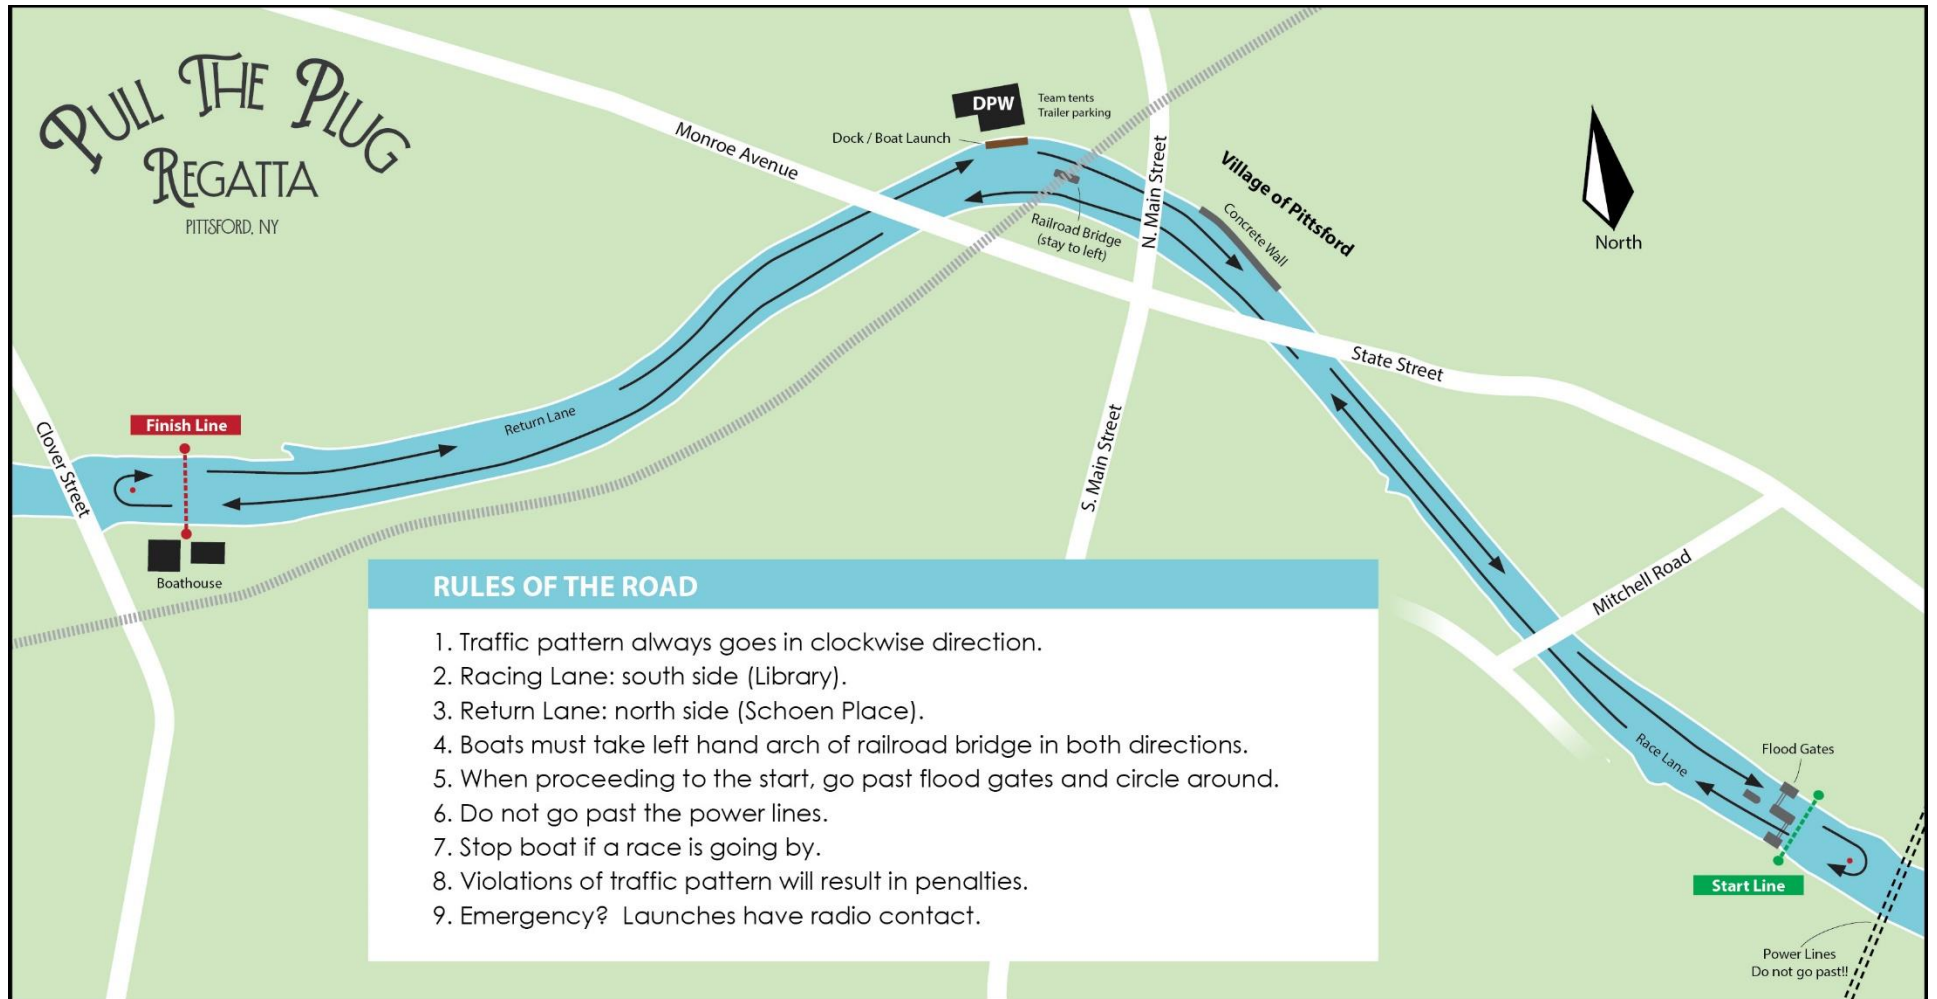 PULL THE PLUG
REGATTA
PITTSFORD, NY
Monroe Avenue
DPW
Team tents
Trailer parking
Dock / Boat Launch
N. Main Street
Village of Pittsford
Concrete Wall
Railroad Bridge
(stay to left)
North
State Street
S. Main Street
Return Lane
Finish Line
Clover Street
Boathouse
Mitchell Road
Race Lane
Flood Gates
Start Line
Power Lines
Do not go past!!
RULES OF THE ROAD
1. Traffic pattern always goes in clockwise direction.
2. Racing Lane: south side (Library).
3. Return Lane: north side (Schoen Place).
4. Boats must take left hand arch of railroad bridge in both directions.
5. When proceeding to the start, go past flood gates and circle around.
6. Do not go past the power lines.
7. Stop boat if a race is going by.
8. Violations of traffic pattern will result in penalties.
9. Emergency? Launches have radio contact.